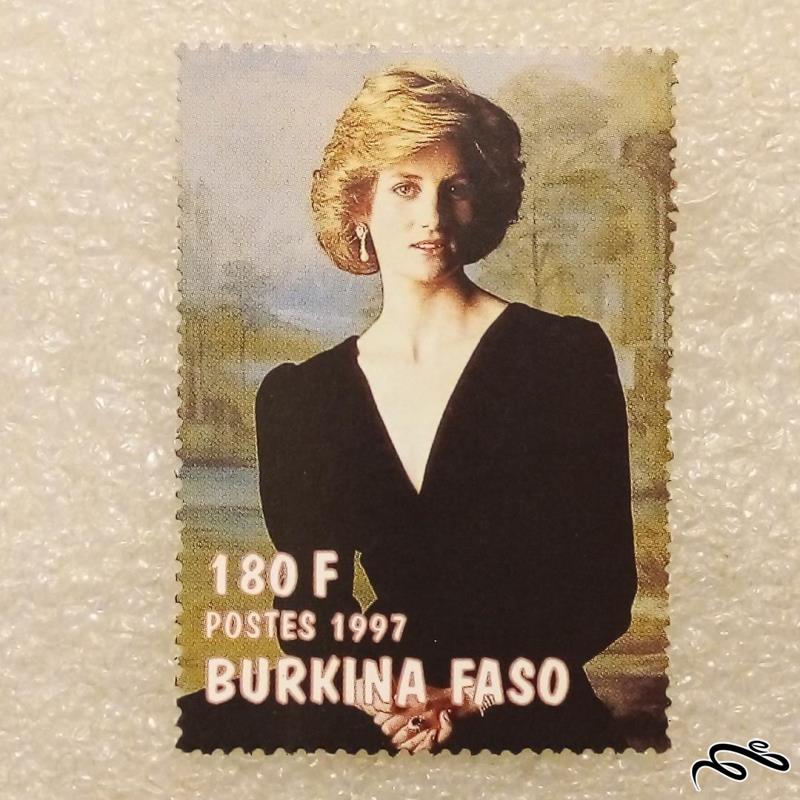 180 F
POSTES 1997
BURKINA FASO